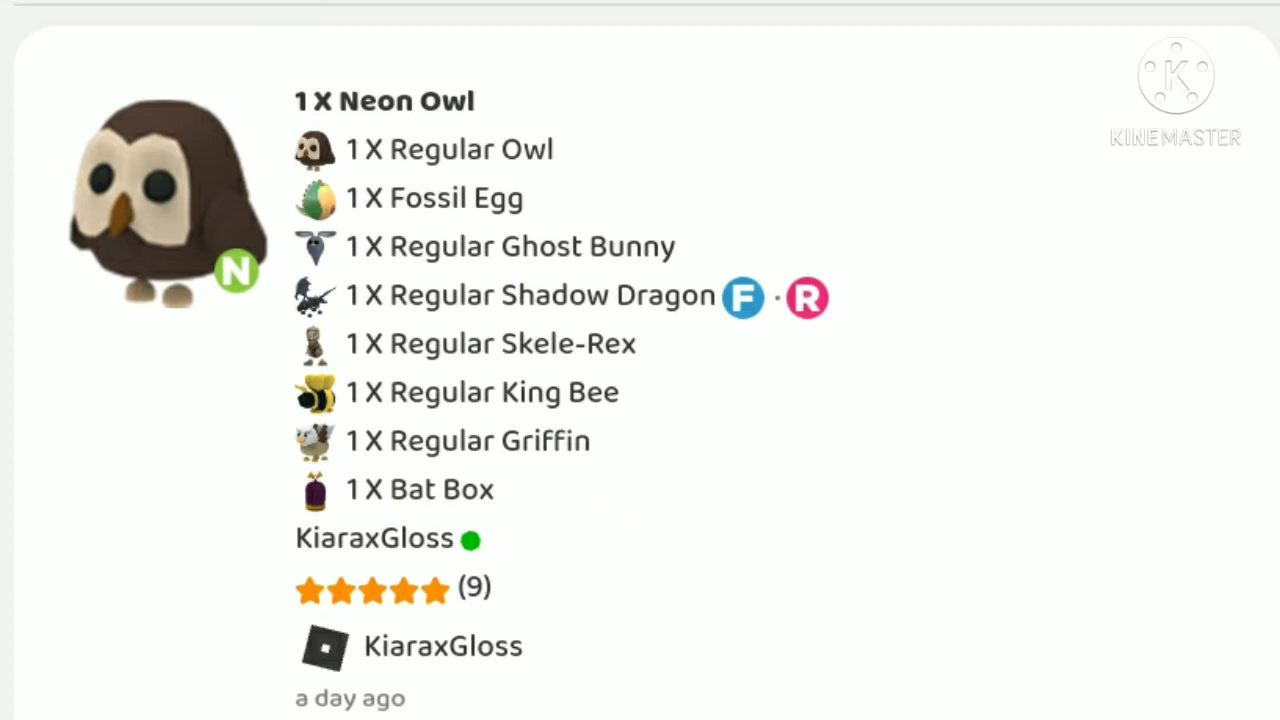 K
KINEMASTER
1 X Neon Owl
N
1 X Regular Owl
1 X Fossil Egg
1 X Regular Ghost Bunny
1 X Regular Shadow Dragon F · R
1 X Regular Skele-Rex
1 X Regular King Bee
1 X Regular Griffin
1 X Bat Box
KiaraxGloss
(9)
KiaraxGloss
a day ago